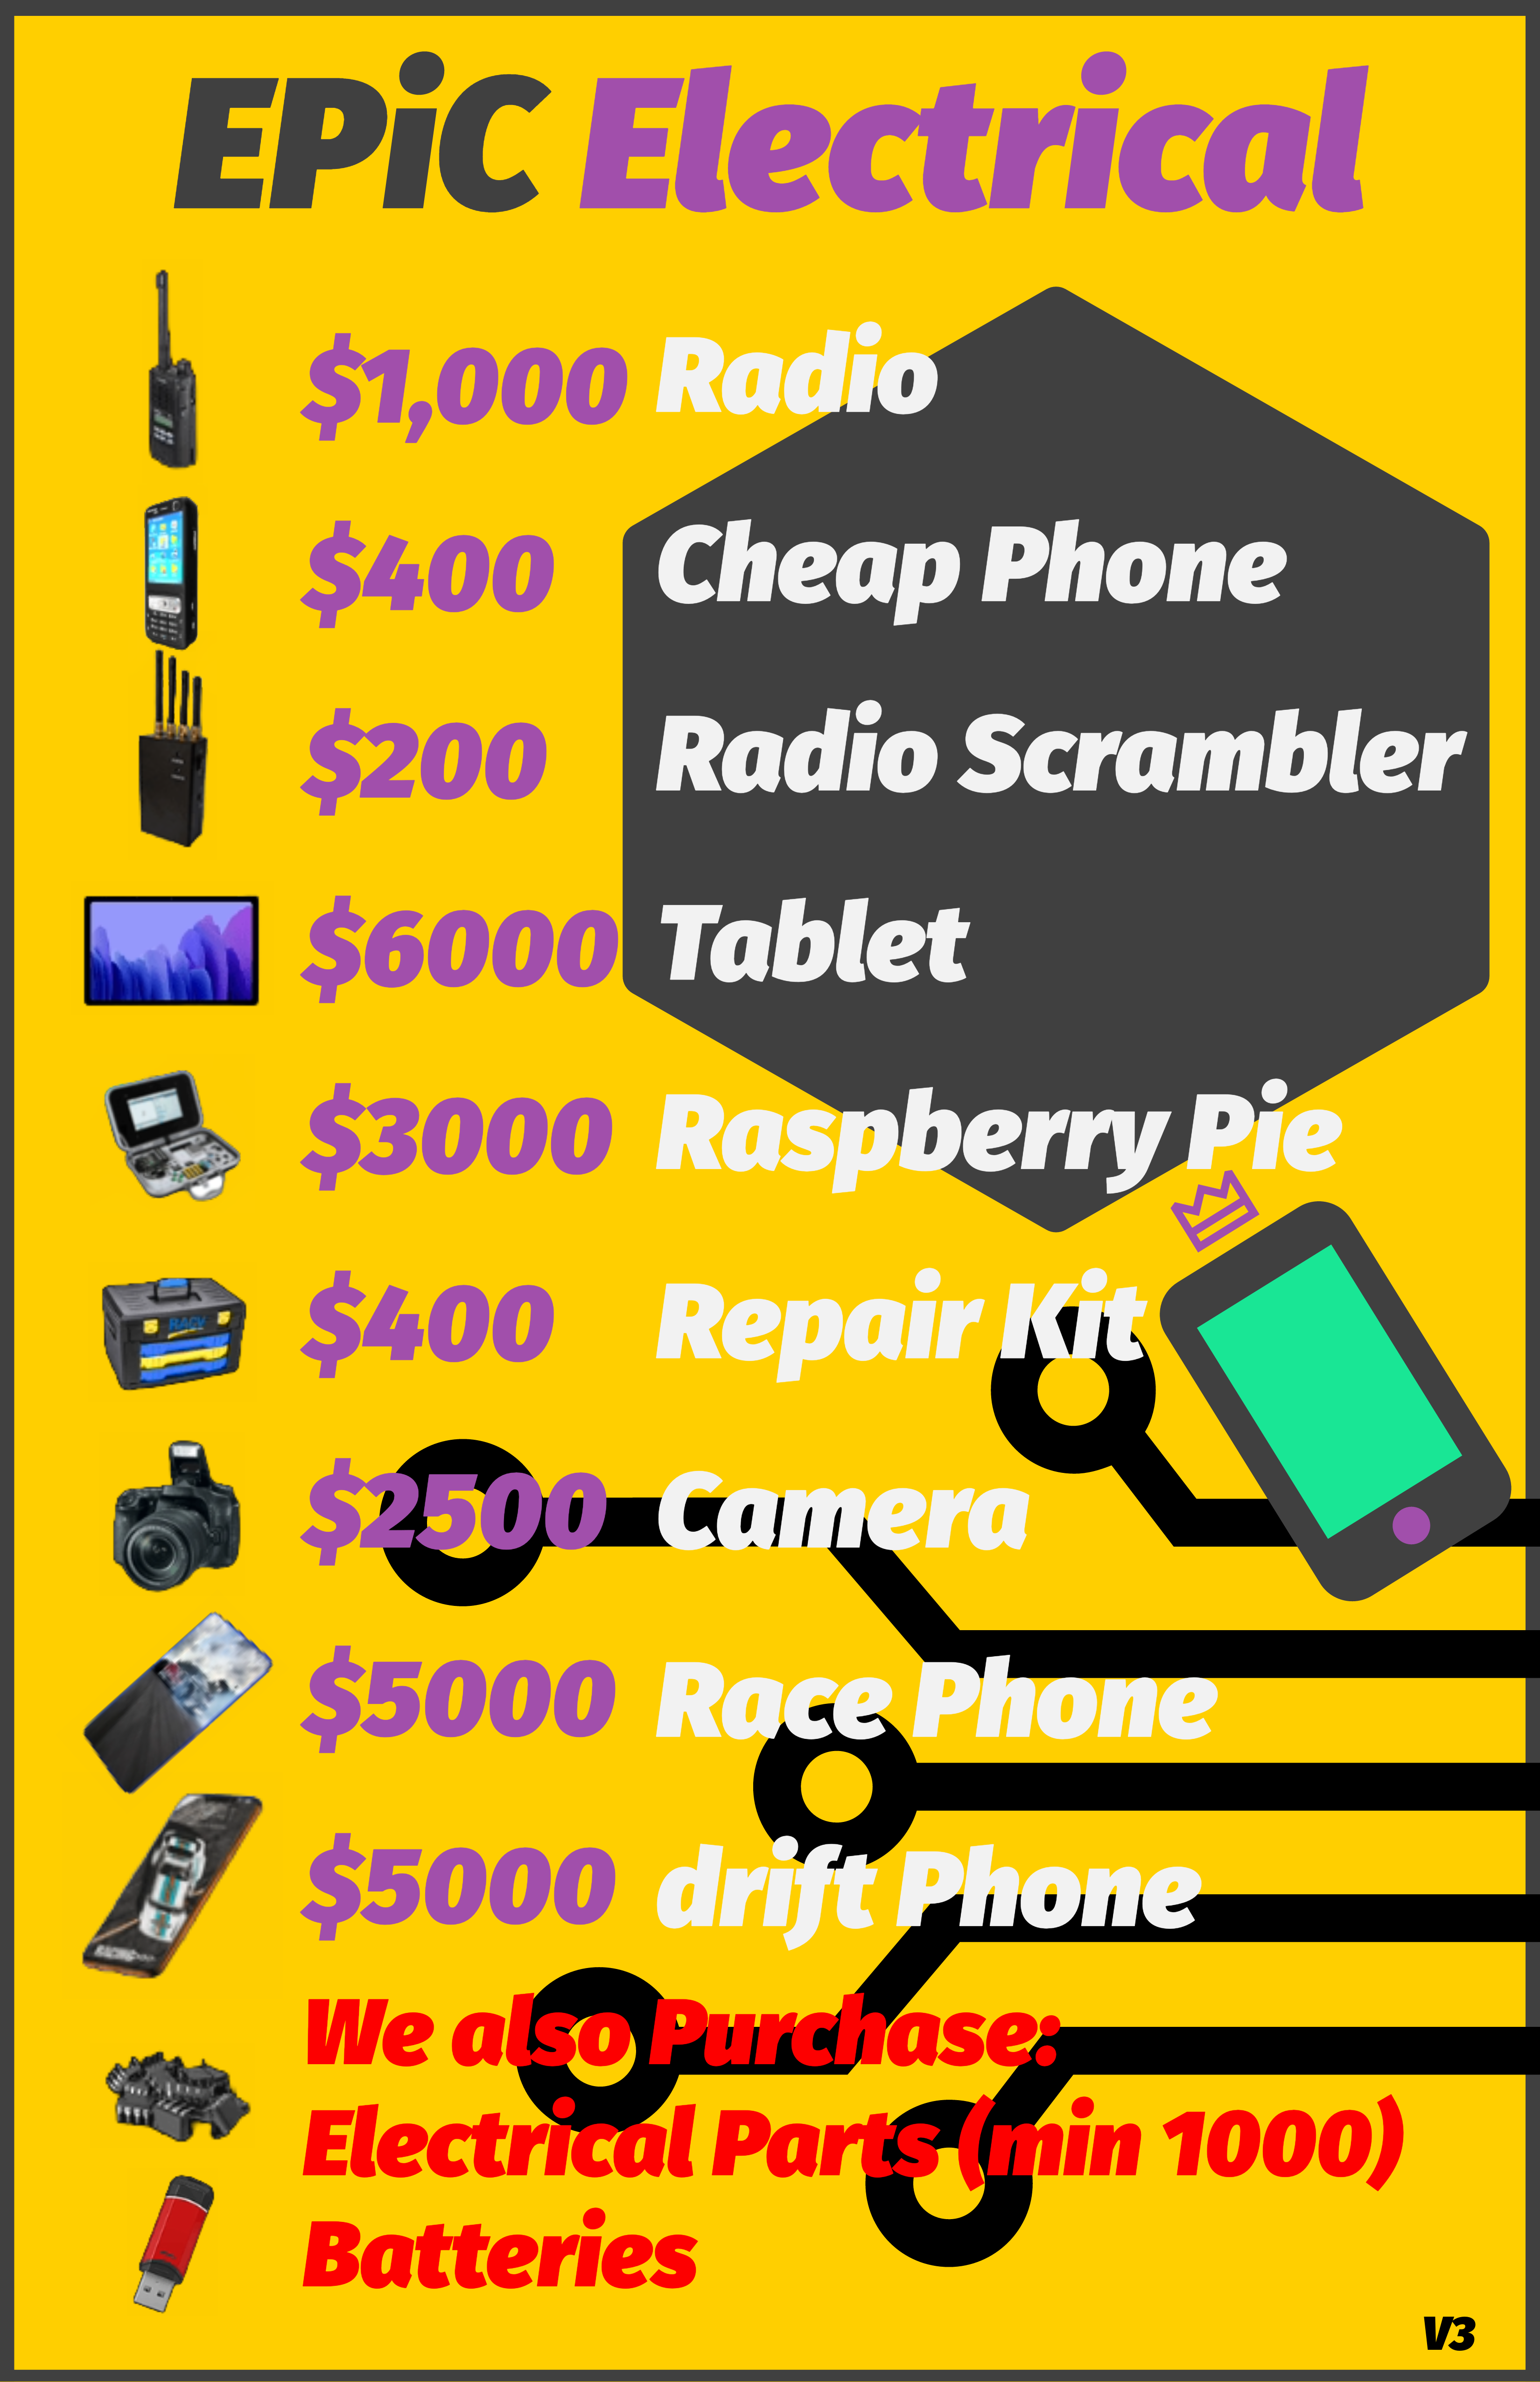 EPiC Electrical
$1,000 Radio
$400 Cheap Phone
$200 Radio Scrambler
$6000 Tablet
$3000 Raspberry Pie
$400 Repair Kit
RACV
$2500 Camera
$5000 Race Phone
$5000 drift Phone
We also Purchase:
Electrical Parts (min 1000)
Batteries
V3